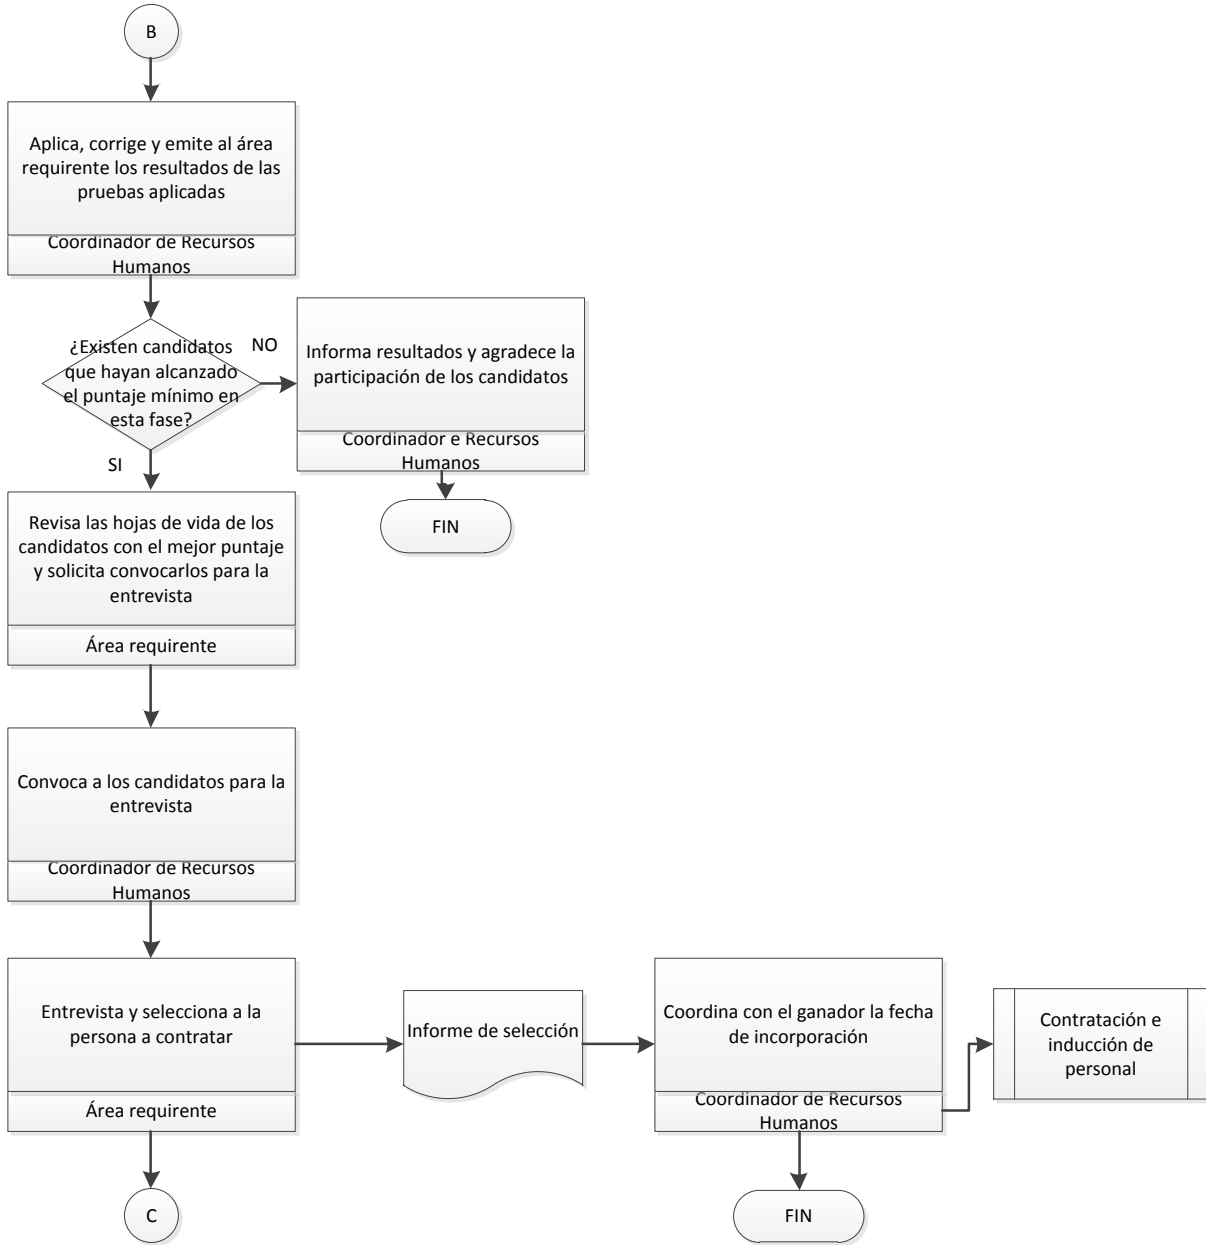 B
Aplica, corrige y emite al área
requirente los resultados de las
pruebas aplicadas
Coordinador de Recursos
Humanos
¿Existen candidatos
que hayan alcanzado
el puntaje mínimo en
esta fase?
NO
Informa resultados y agradece la
participación de los candidatos
Coordinador e Recursos
Humanos
FIN
SI
Revisa las hojas de vida de los
candidatos con el mejor puntaje
y solicita convocarlos para la
entrevista
Área requirente
Convoca a los candidatos para la
entrevista
Coordinador de Recursos
Humanos
Entrevista y selecciona a la
persona a contratar
Área requirente
Informe de selección
Coordina con el ganador la fecha
de incorporación
Coordinador de Recursos
Humanos
Contratación e
inducción de
personal
C
FIN